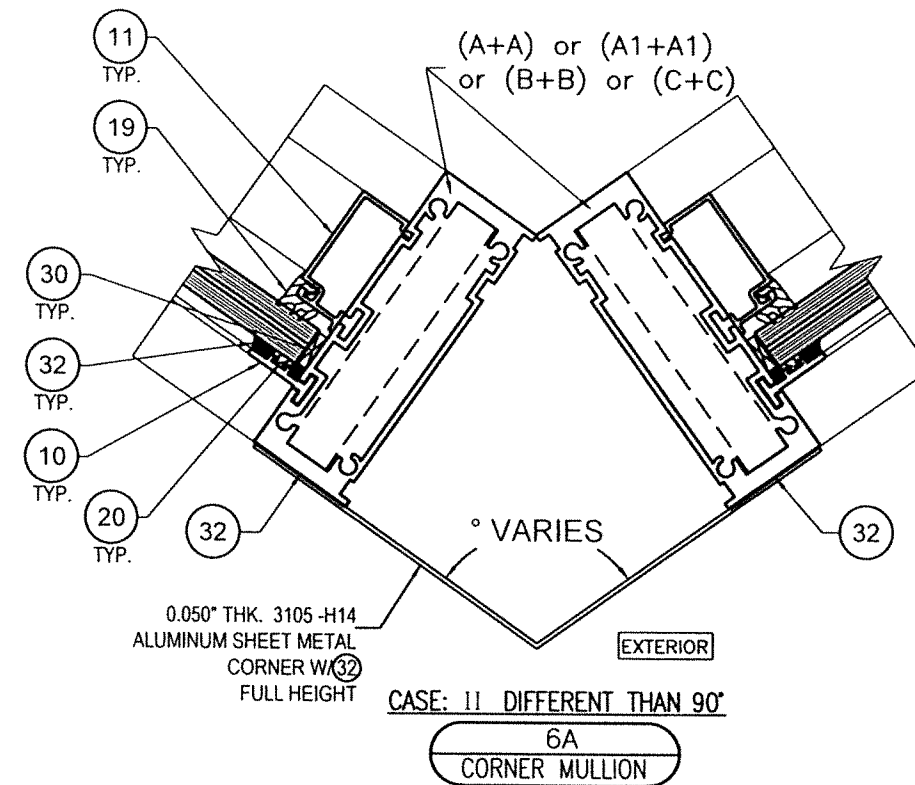 11
TYP.
(A+A) or (A1+A1)
or (B+B) or (C+C)
19
TYP.
30
TYP.
32
TYP.
10
TYP.
20
TYP.
32
° VARIES
32
0.050" THK. 3105 -H14
ALUMINUM SHEET METAL
CORNER W/32
FULL HEIGHT
EXTERIOR
CASE: II DIFFERENT THAN 90°
6A
CORNER MULLION